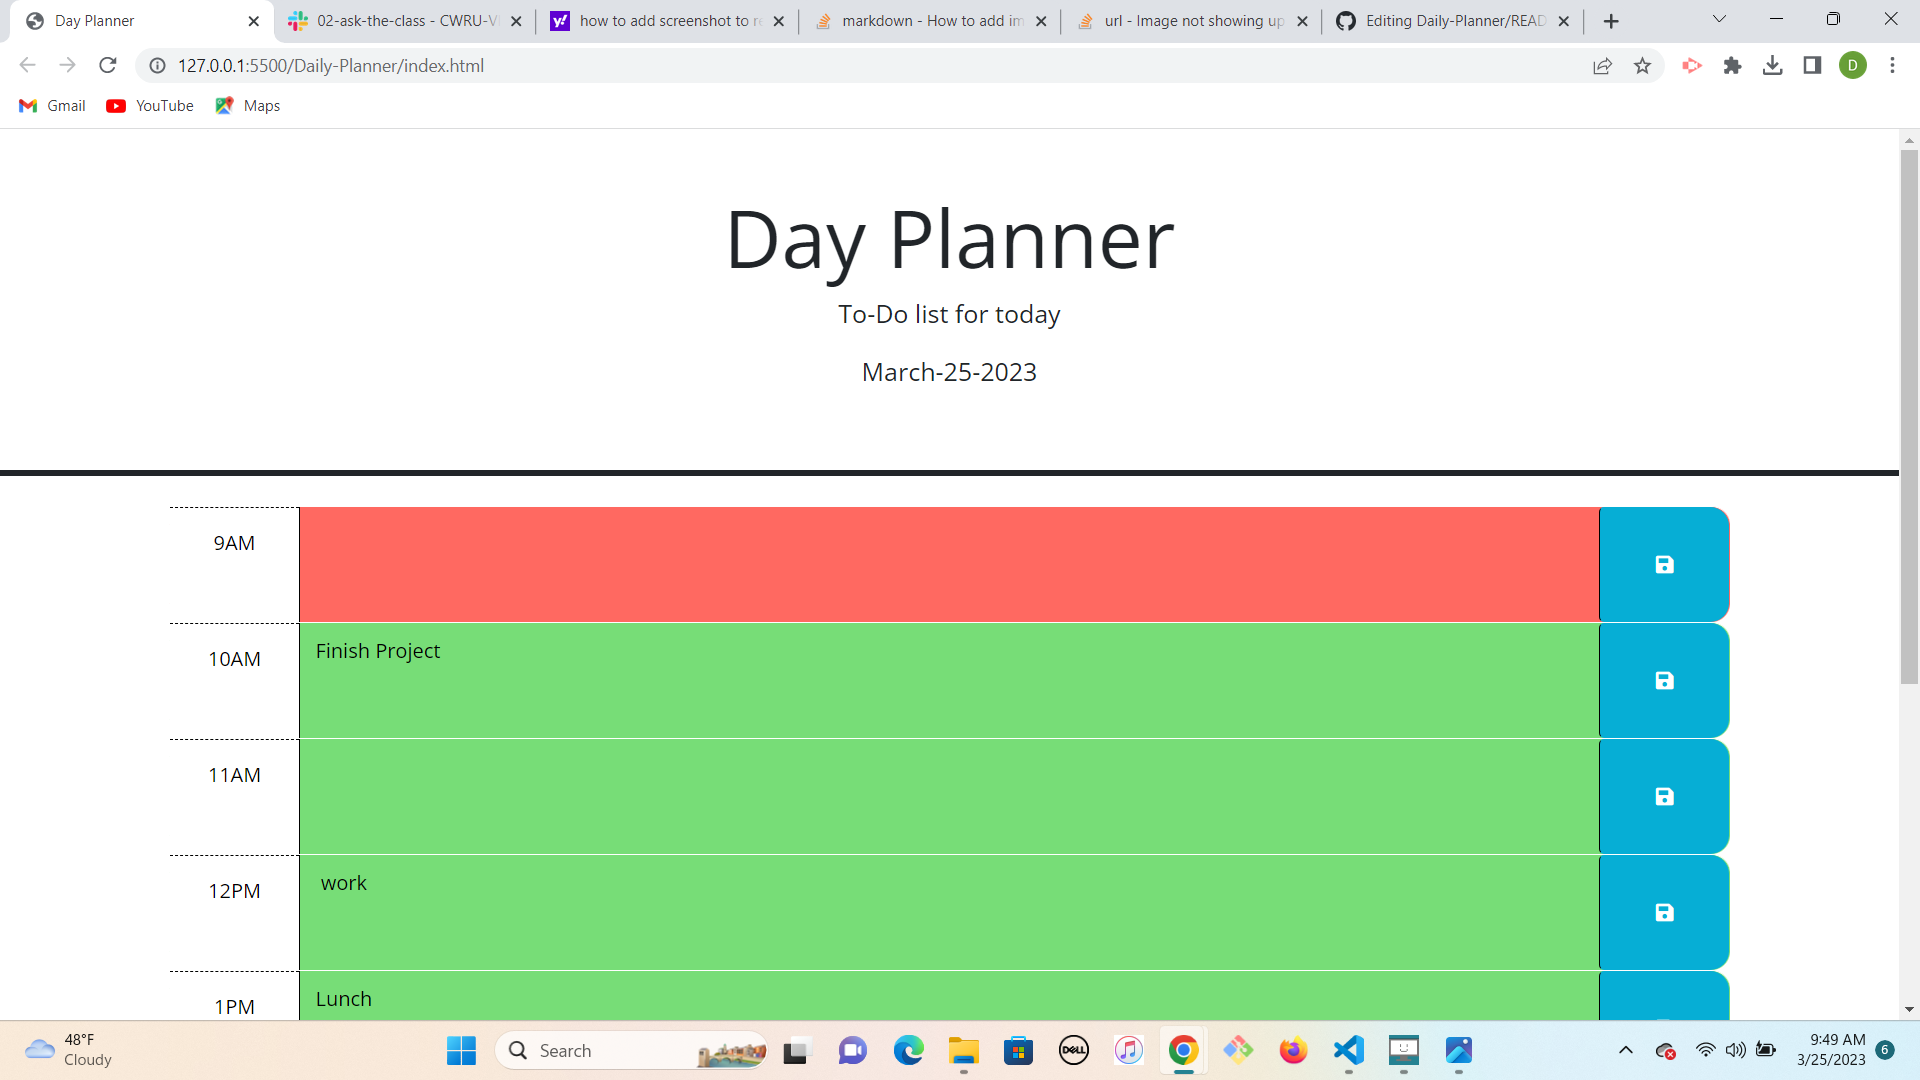 Day Planner
02-ask-the-class - CWRU-V
how to add screenshot to re
markdown - How to add im
url - Image not showing up
Editing Daily-Planner/READ
127.0.0.1:5500/Daily-Planner/index.html
D
Gmail
YouTube
Maps
Day Planner
To-Do list for today
March-25-2023
9AM
10AM
Finish Project
11AM
12PM
work
1PM
Lunch
48°F
Cloudy
Search
DELL
9:49 AM
3/25/2023
6